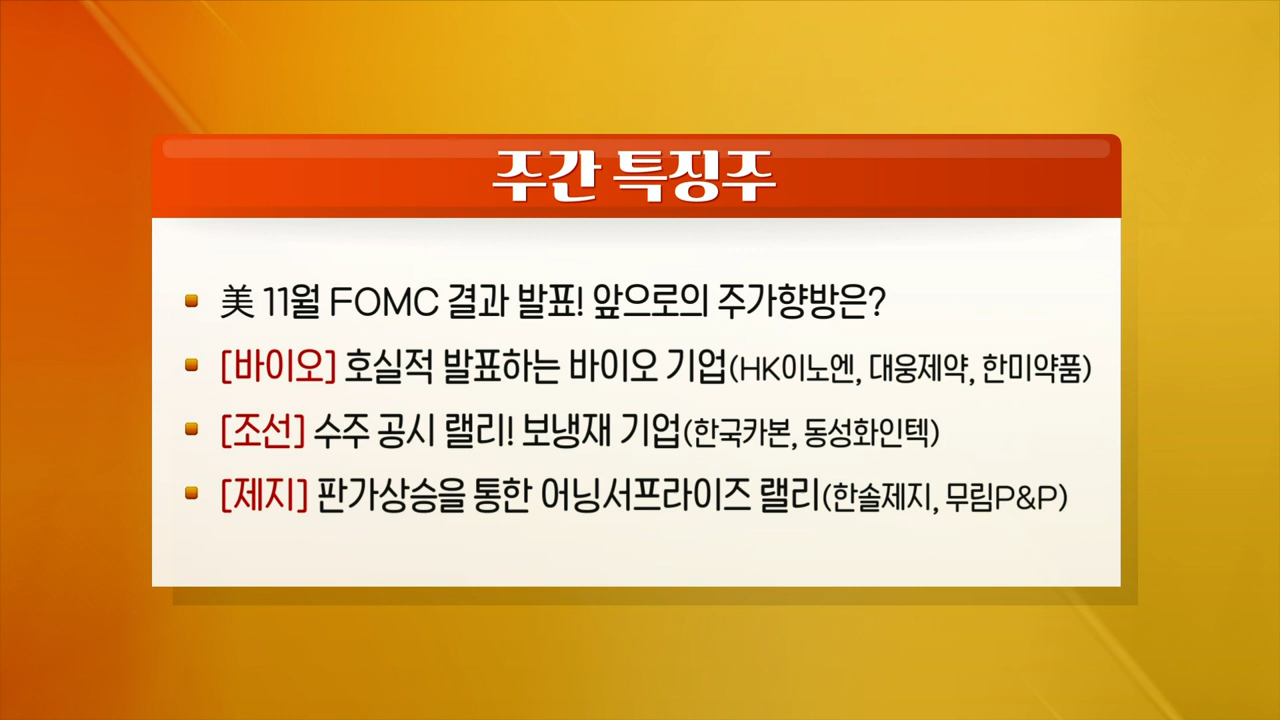 주간 특징주
美 11월 FOMC 결과 발표! 앞으로의 주가향방은?
[바이오] 호실적 발표하는 바이오 기업(HK이노엔, 대웅제약, 한미약품)
[조선] 수주 공시 랠리! 보냉재 기업(한국카본, 동성화인텍)
[제지] 판가상승을 통한 어닝서프라이즈 랠리(한솔제지, 무림P&P)